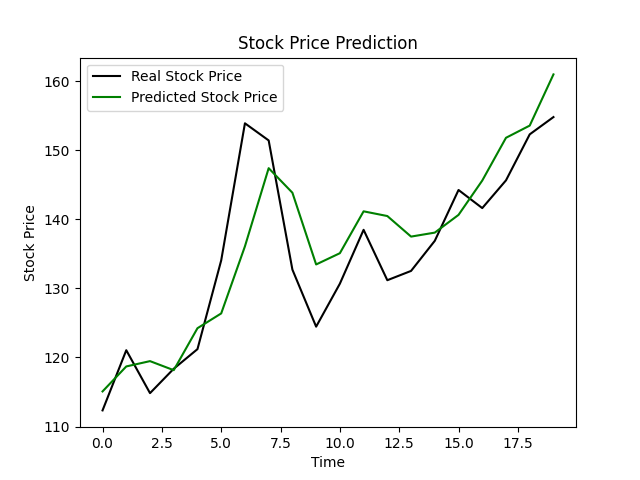 Stock Price Prediction
Real Stock Price
Predicted Stock Price
Stock Price
160
150
140
130
120
110
0.0 2.5 5.0 7.5 10.0 12.5 15.0 17.5
Time